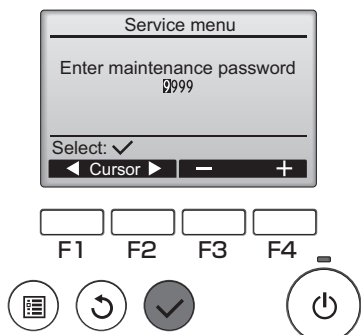 Service menu
Enter maintenance password
9999
Select:
Cursor
F1 F2 F3 F4